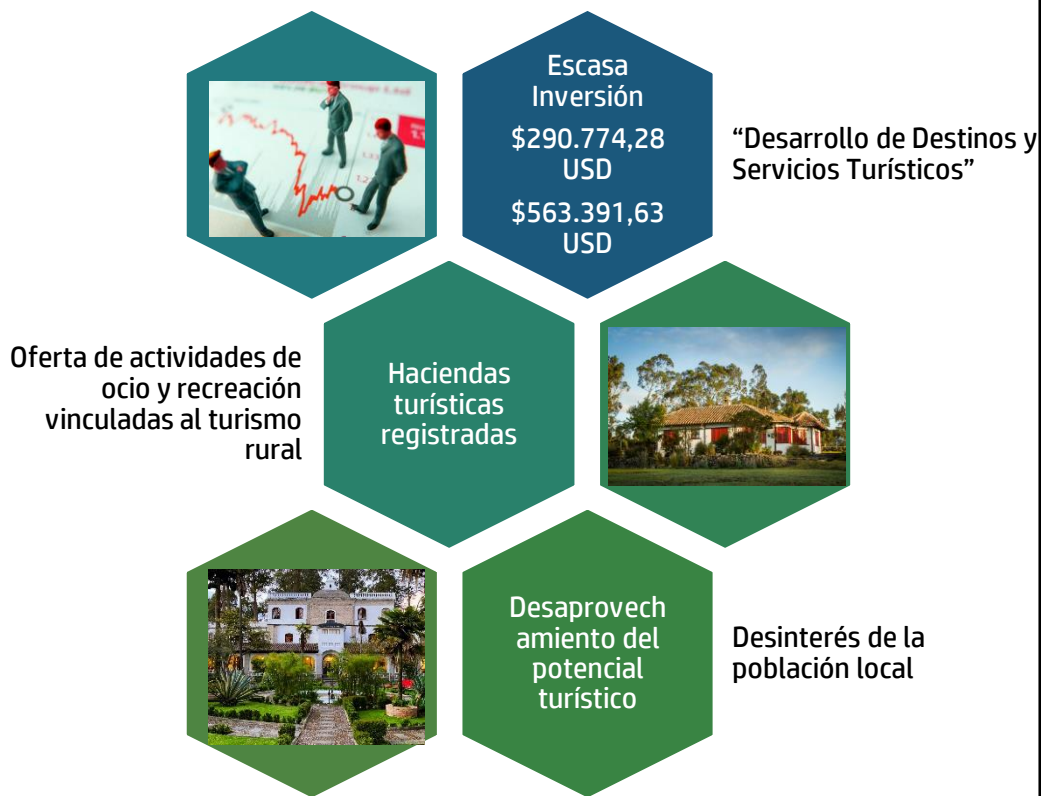 Escasa
Inversión
$290.774,28
USD
$563.391,63
USD
“Desarrollo de Destinos y
Servicios Turísticos”
Oferta de actividades de
ocio y recreación
vinculadas al turismo
rural
Haciendas
turísticas
registradas
Desaprovech
amiento del
potencial
turístico
Desinterés de la
población local